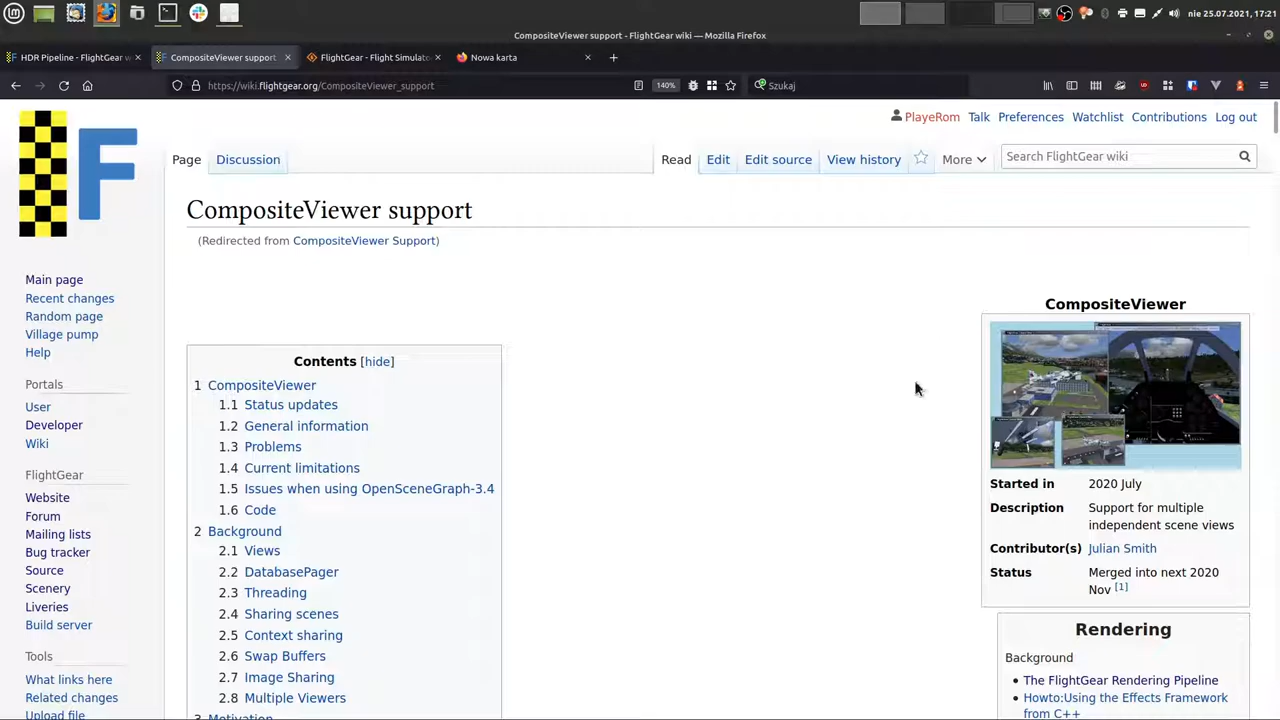 nie 25.07.2021, 17:21
CompositeViewer support - FlightGear wiki — Mozilla Firefox
HDR Pipeline - FlightGear w
CompositeViewer support
FlightGear - Flight Simulato
Nowa karta
https://wiki.flightgear.org/CompositeViewer_support
140%
Szukaj
PlayeRom Talk Preferences Watchlist Contributions Log out
Page Discussion Read Edit Edit source View history More Search FlightGear wiki
CompositeViewer support
(Redirected from CompositeViewer Support)
Main page
Recent changes
Random page
Village pump
Help
Portals
User
Developer
Wiki
FlightGear
Website
Forum
Mailing lists
Bug tracker
Source
Scenery
Liveries
Build server
Tools
What links here
Related changes
Upload file
Contents [hide]
1 CompositeViewer
1.1 Status updates
1.2 General information
1.3 Problems
1.4 Current limitations
1.5 Issues when using OpenSceneGraph-3.4
1.6 Code
2 Background
2.1 Views
2.2 DatabasePager
2.3 Threading
2.4 Sharing scenes
2.5 Context sharing
2.6 Swap Buffers
2.7 Image Sharing
2.8 Multiple Viewers
3 Motivation
CompositeViewer
Started in 2020 July
Description Support for multiple
independent scene views
Contributor(s) Julian Smith
Status Merged into next 2020
Nov [1]
Rendering
Background
• The FlightGear Rendering Pipeline
• Howto:Using the Effects Framework
from C++